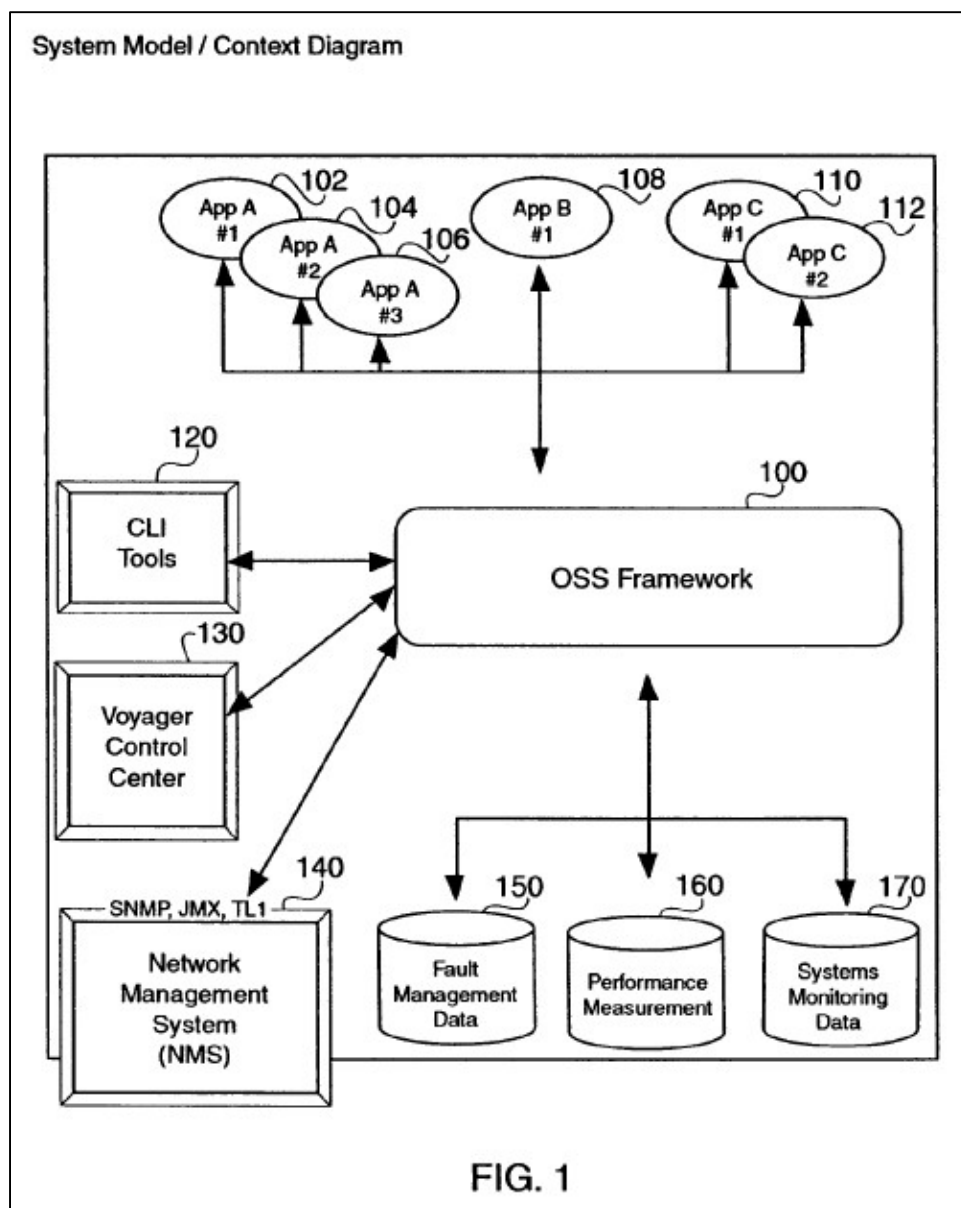 System Model / Context Diagram
102
104
106
108
110
112
App A
#1
App A
#2
App A
#3
App B
#1
App C
#1
App C
#2
120
CLI
Tools
100
OSS Framework
130
Voyager
Control
Center
140
SNMP, JMX, TL1
Network
Management
System
(NMS)
150
Fault
Management
Data
160
Performance
Measurement
170
Systems
Monitoring
Data
FIG. 1